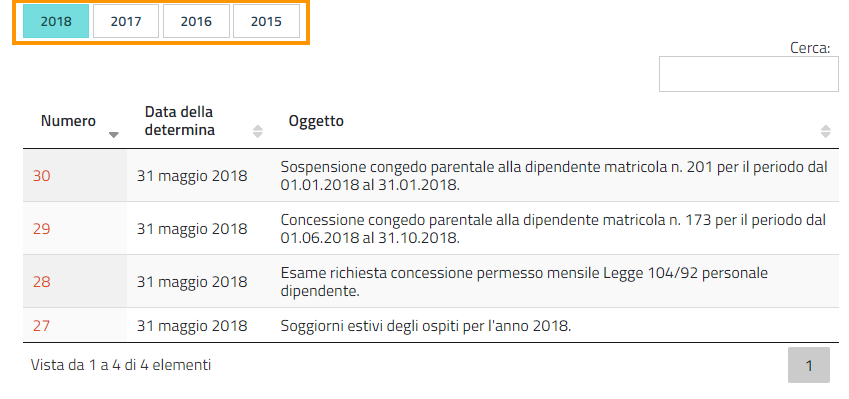 2018 2017 2016 2015
Cerca:
Numero Data della determina Oggetto
30 31 maggio 2018 Sospensione congedo parentale alla dipendente matricola n. 201 per il periodo dal
01.01.2018 al 31.01.2018.
29 31 maggio 2018 Concessione congedo parentale alla dipendente matricola n. 173 per il periodo dal
01.06.2018 al 31.10.2018.
28 31 maggio 2018 Esame richiesta concessione permesso mensile Legge 104/92 personale
dipendente.
27 31 maggio 2018 Soggiorni estivi degli ospiti per l'anno 2018.
Vista da 1 a 4 di 4 elementi 1